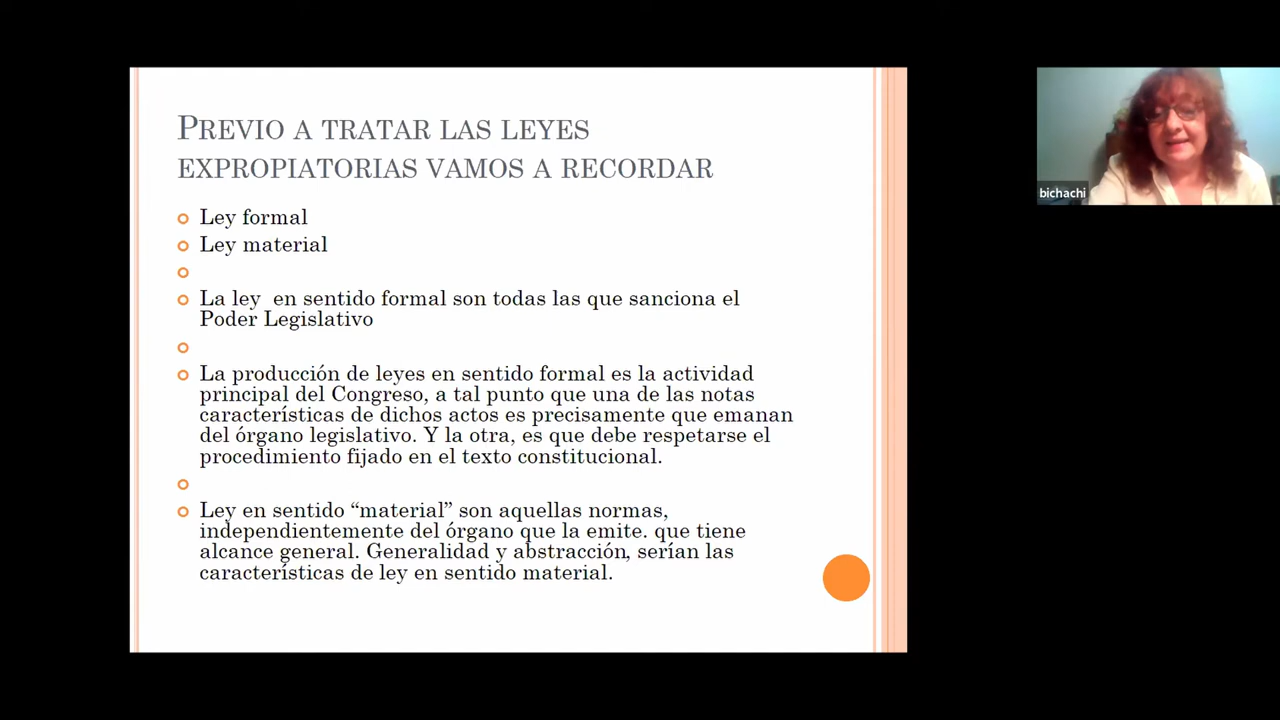 PREVIO A TRATAR LAS LEYES
EXPROPIATORIAS VAMOS A RECORDAR
Ley formal
Ley material
La ley  en sentido formal son todas las que sanciona el
Poder Legislativo
La producción de leyes en sentido formal es la actividad
principal del Congreso, a tal punto que una de las notas
características de dichos actos es precisamente que emanan
del órgano legislativo. Y la otra, es que debe respetarse el
procedimiento fijado en el texto constitucional.
Ley en sentido “material” son aquellas normas,
independientemente del órgano que la emite. que tiene
alcance general. Generalidad y abstracción, serían las
características de ley en sentido material.
bichachi